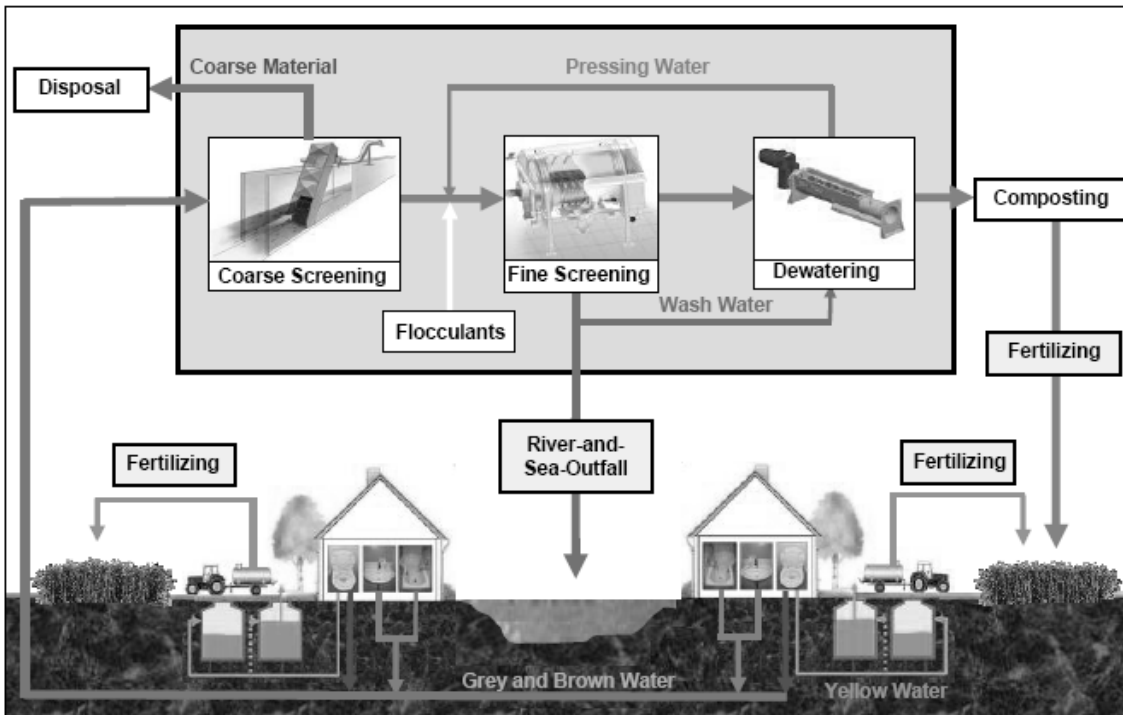 Coarse Material
Pressing Water
Disposal
Coarse Screening
Fine Screening
Dewatering
Composting
Wash Water
Flocculants
Fertilizing
River-and-
Sea-Outfall
Fertilizing
Fertilizing
Grey and Brown Water
Yellow Water